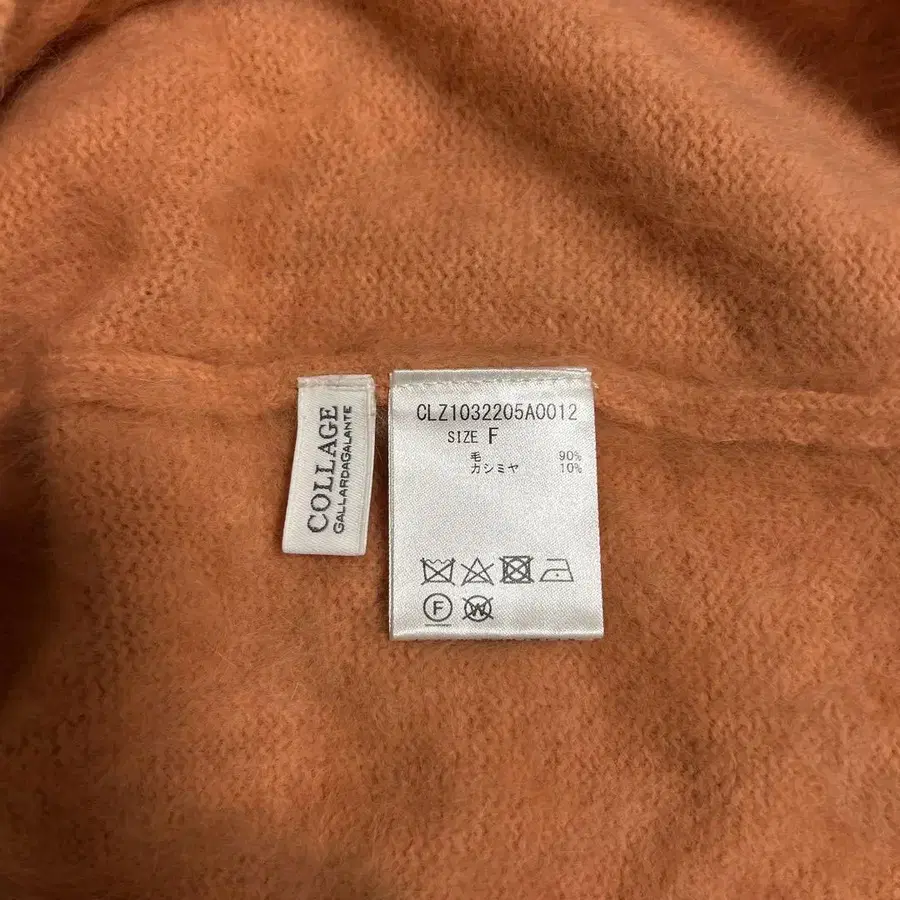 COLLAGE
GALLARDAGALANTE
CLZ1032205A0012
SIZE F
毛 90%
カシミヤ 10%
F
W